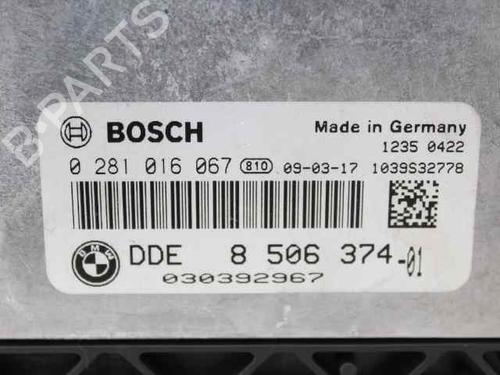 B-PARTS
BOSCH
Made in Germany
1235 0422
0 281 016 067 810 09-03-17 1039S32778
BMW DDE 8 506 374-01
030392967